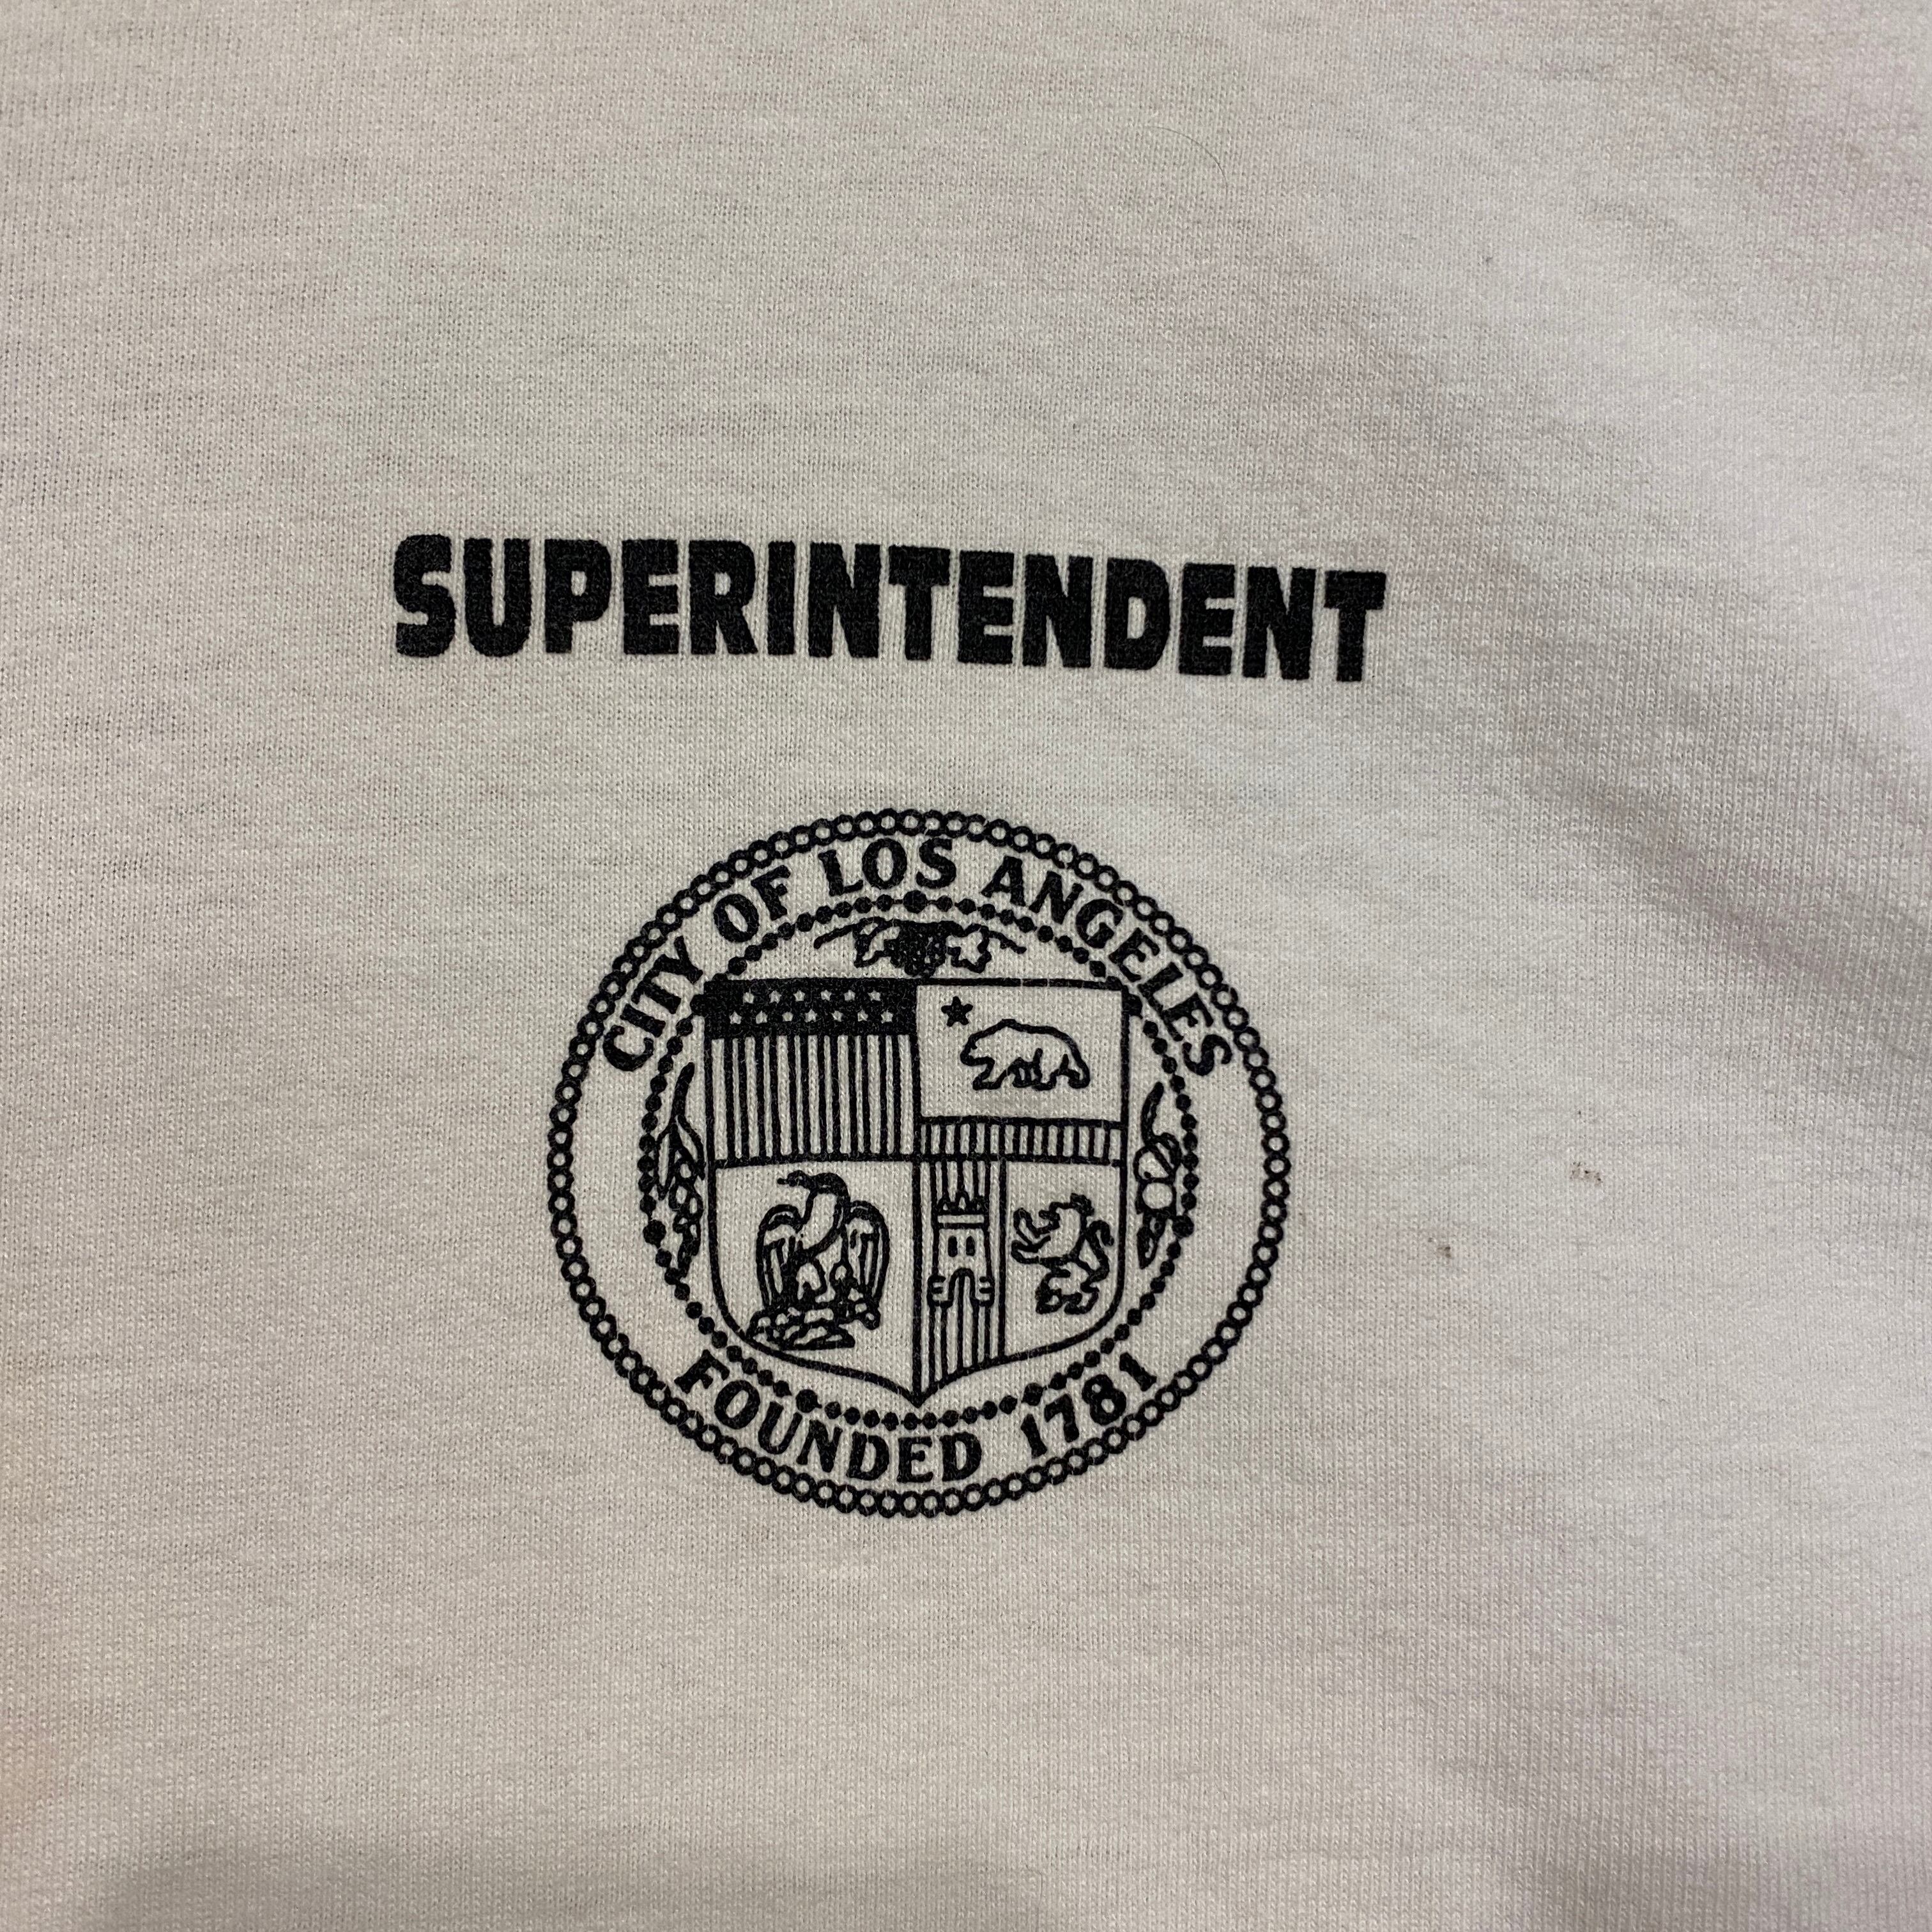 SUPERINTENDENT
CITY OF LOS ANGELES
FOUNDED 1781